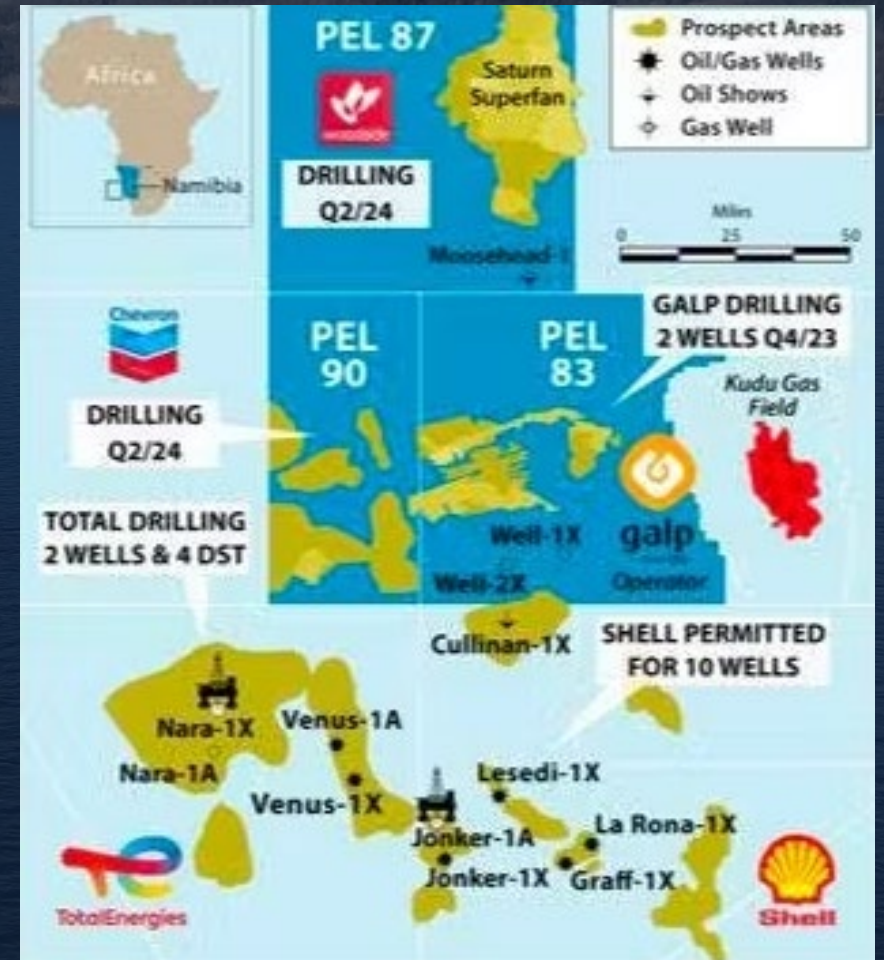 Africa
Namibia
PEL 87
woodside
DRILLING
Q2/24
Saturn
Superfan
Moosehead-1
Prospect Areas
Oil/Gas Wells
Oil Shows
Gas Well
Miles
0 25 50
Chevron
DRILLING
Q2/24
PEL
90
PEL
83
GALP DRILLING
2 WELLS Q4/23
Kudu Gas
Field
TOTAL DRILLING
2 WELLS & 4 DST
Well-1X
Well-2X
galp
Operator
Cullinan-1X
SHELL PERMITTED
FOR 10 WELLS
Nara-1X
Nara-1A
Venus-1A
Venus-1X
Lesedi-1X
Jonker-1A
Jonker-1X
La Rona-1X
Graff-1X
TotalEnergies
Shell